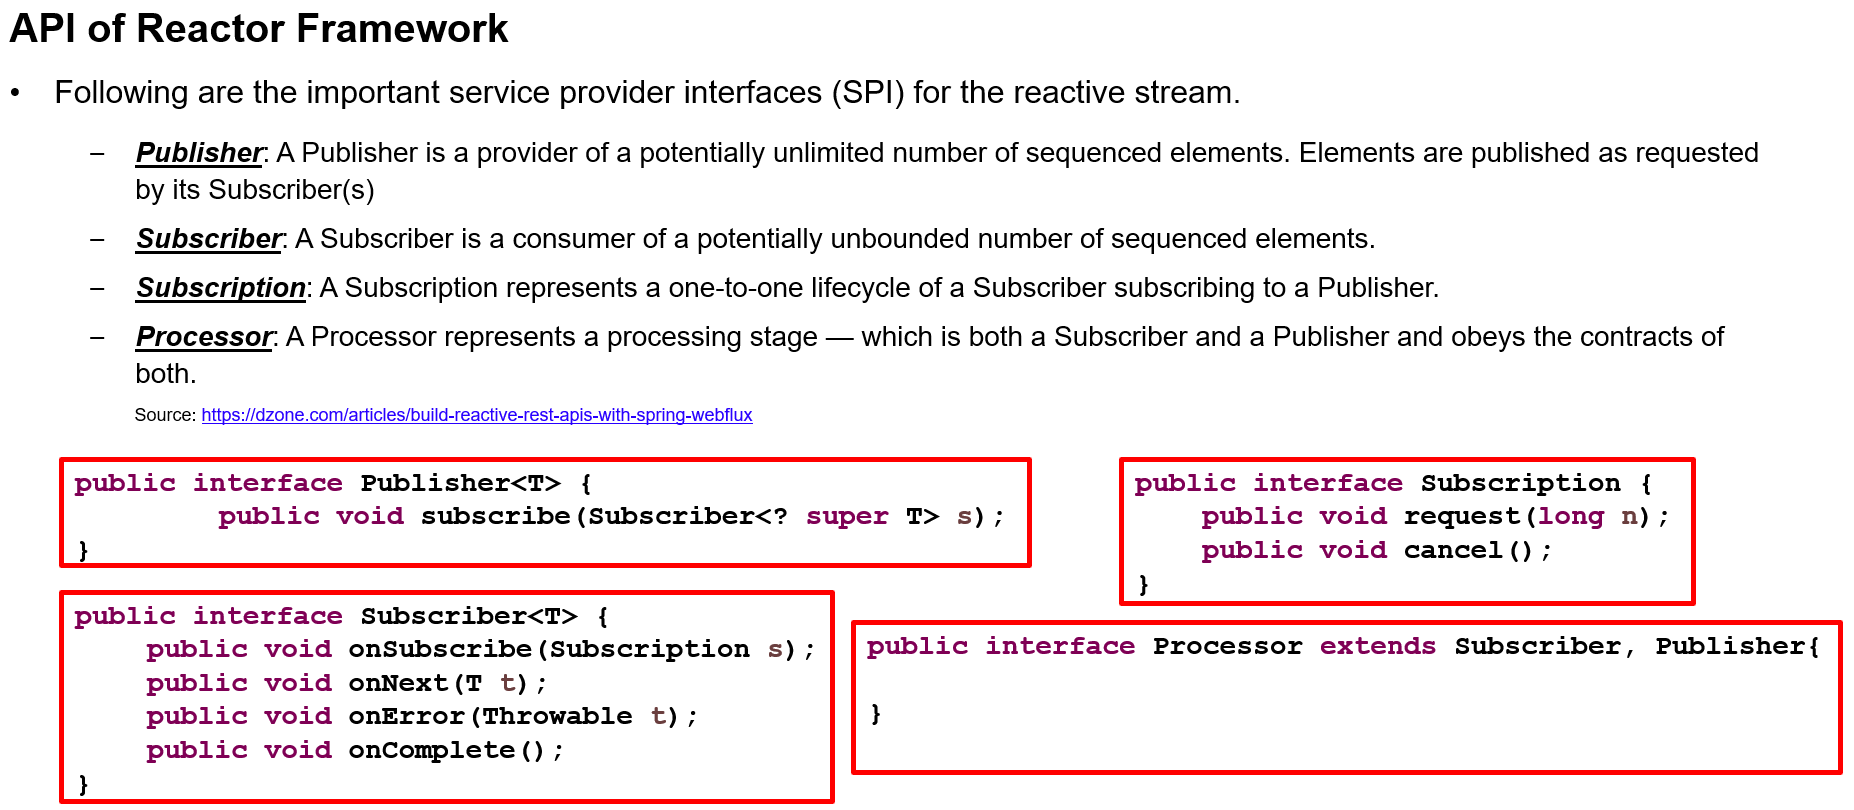 API of Reactor Framework
• Following are the important service provider interfaces (SPI) for the reactive stream.
– Publisher: A Publisher is a provider of a potentially unlimited number of sequenced elements. Elements are published as requested
by its Subscriber(s)
– Subscriber: A Subscriber is a consumer of a potentially unbounded number of sequenced elements.
– Subscription: A Subscription represents a one-to-one lifecycle of a Subscriber subscribing to a Publisher.
– Processor: A Processor represents a processing stage — which is both a Subscriber and a Publisher and obeys the contracts of
both.
Source: https://dzone.com/articles/build-reactive-rest-apis-with-spring-webflux
public interface Publisher<T> {
public void subscribe(Subscriber<? super T> s);
}
public interface Subscription {
public void request(long n);
public void cancel();
}
public interface Subscriber<T> {
public void onSubscribe(Subscription s);
public void onNext(T t);
public void onError(Throwable t);
public void onComplete();
}
public interface Processor extends Subscriber, Publisher{
}